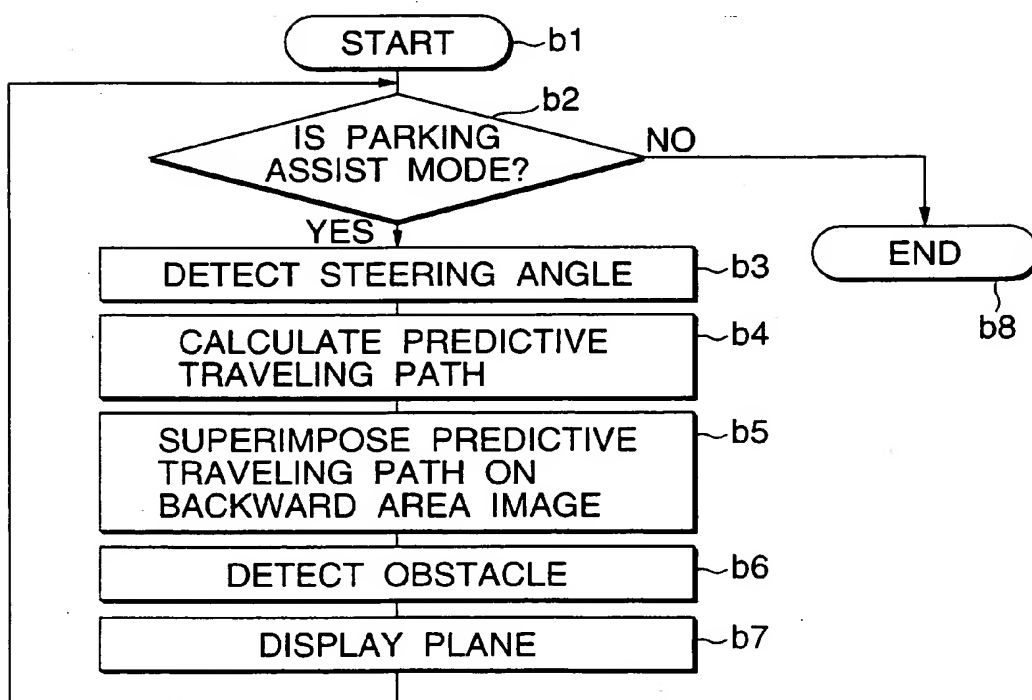 START
b1
b2
IS PARKING
ASSIST MODE?
NO
YES
DETECT STEERING ANGLE
b3
END
b8
CALCULATE PREDICTIVE
TRAVELING PATH
b4
SUPERIMPOSE PREDICTIVE
TRAVELING PATH ON
BACKWARD AREA IMAGE
b5
DETECT OBSTACLE
b6
DISPLAY PLANE
b7